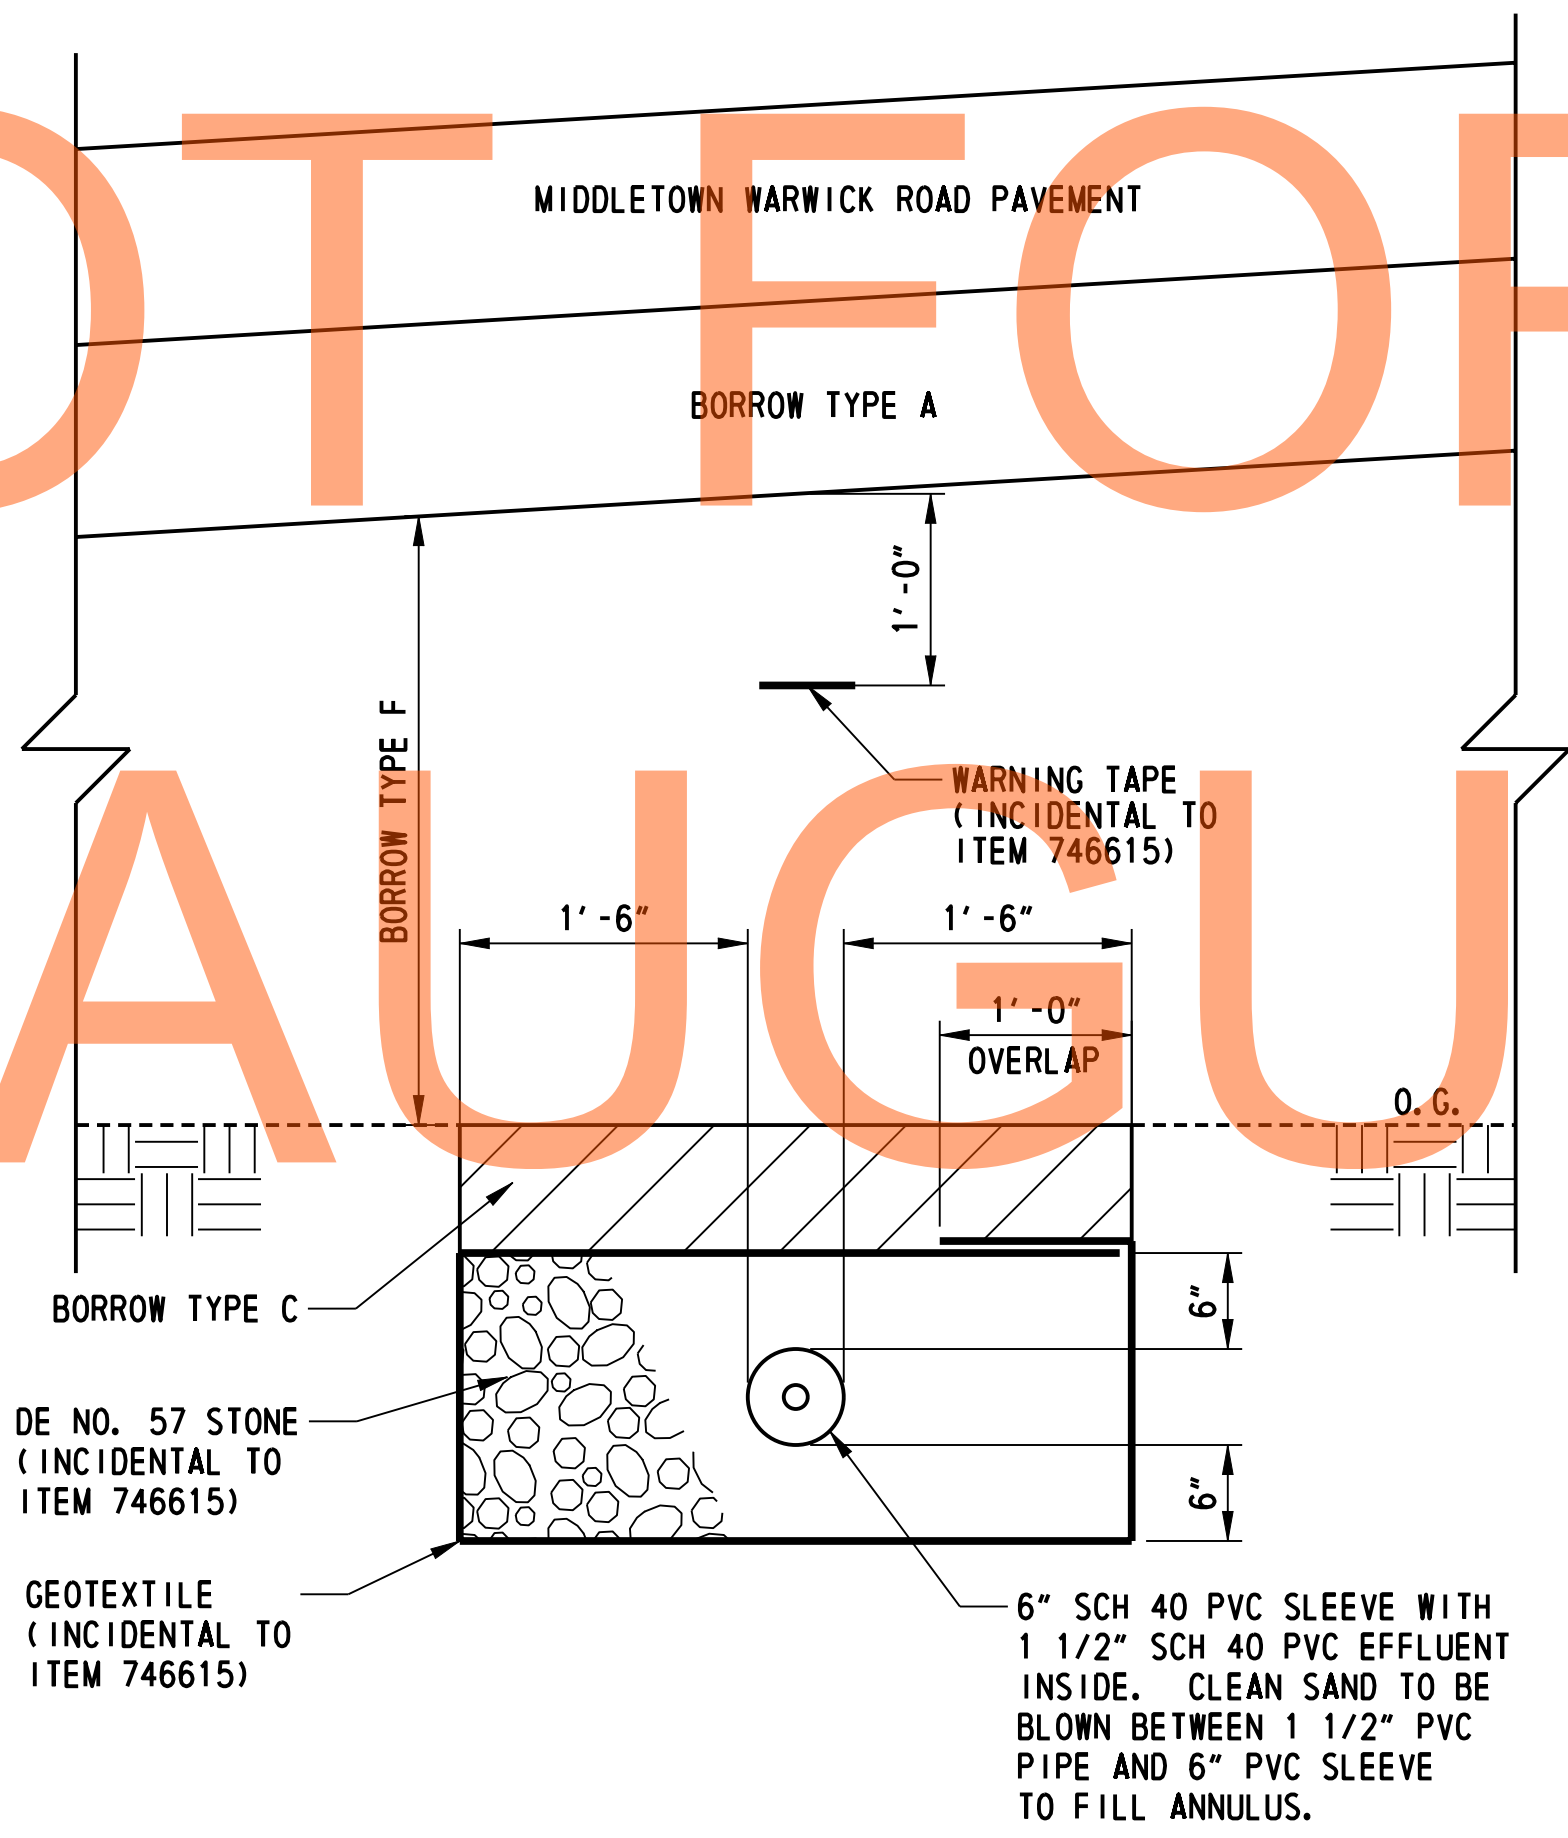 OT FOR
MIDDLETOWN WARWICK ROAD PAVEMENT
BORROW TYPE A
1'-0"
BORROW TYPE F
WARNING TAPE
(INCIDENTAL TO
ITEM 746615)
AUGU
1'-6"
1'-6"
1'-0"
OVERLAP
O.G.
BORROW TYPE C
6"
DE NO. 57 STONE
(INCIDENTAL TO
ITEM 746615)
6"
GEOTEXTILE
(INCIDENTAL TO
ITEM 746615)
6" SCH 40 PVC SLEEVE WITH
1 1/2" SCH 40 PVC EFFLUENT
INSIDE. CLEAN SAND TO BE
BLOWN BETWEEN 1 1/2" PVC
PIPE AND 6" PVC SLEEVE
TO FILL ANNULUS.